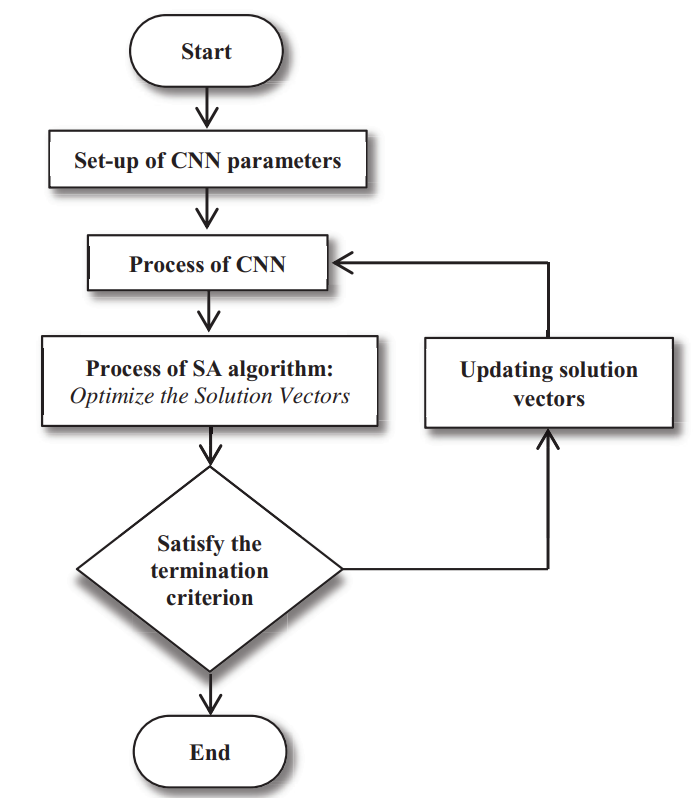 Start
Set-up of CNN parameters
Process of CNN
Process of SA algorithm:
Optimize the Solution Vectors
Updating solution
vectors
Satisfy the
termination
criterion
End